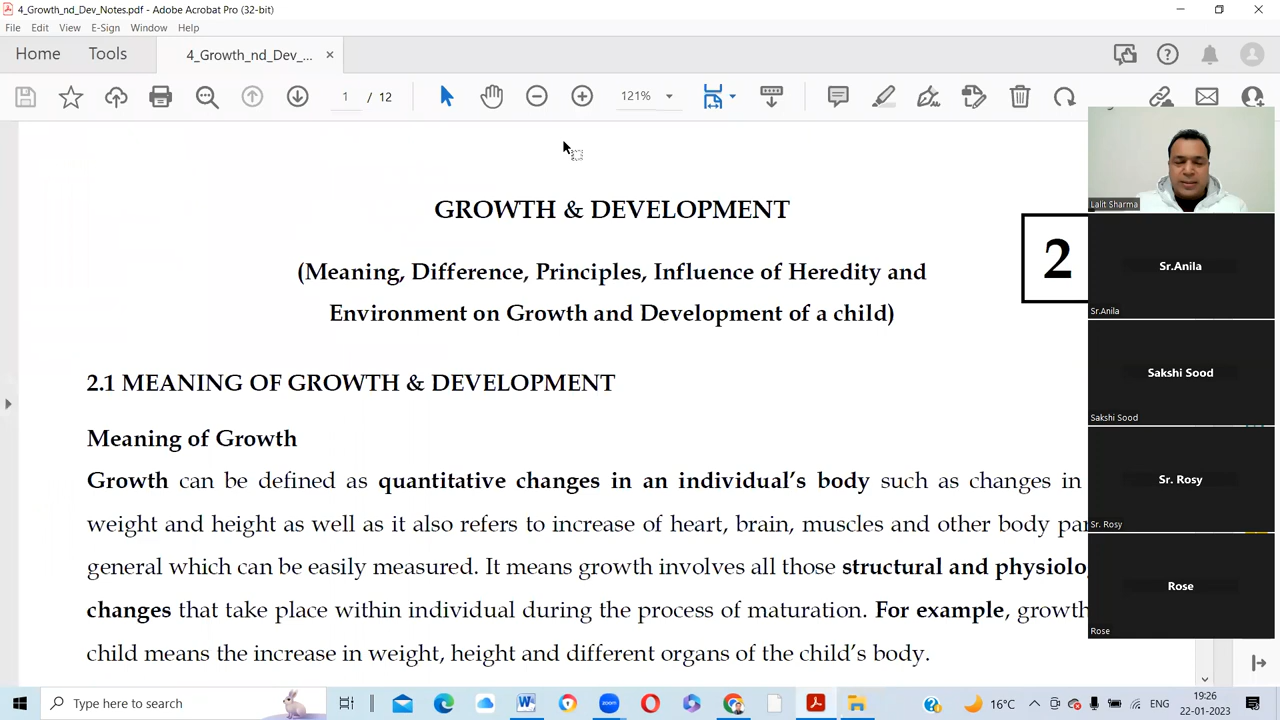 4_Growth_nd_Dev_Notes.pdf - Adobe Acrobat Pro (32-bit)
File Edit View E-Sign Window Help
Home Tools 4_Growth_nd_Dev_... ×
1 / 12 121%
GROWTH & DEVELOPMENT
2
(Meaning, Difference, Principles, Influence of Heredity and
Environment on Growth and Development of a child)
2.1 MEANING OF GROWTH & DEVELOPMENT
Meaning of Growth
Growth can be defined as quantitative changes in an individual's body such as changes in
weight and height as well as it also refers to increase of heart, brain, muscles and other body
general which can be easily measured. It means growth involves all those structural and
changes that take place within individual during the process of maturation. For example, growth
child means the increase in weight, height and different organs of the child's body.
Lalit Sharma
Sr.Anila
Sr.Anila
Sakshi Sood
Sakshi Sood
Sr. Rosy
Sr. Rosy
Rose
Rose
Type here to search
zoom
16°C ENG 19:26
22-01-2023